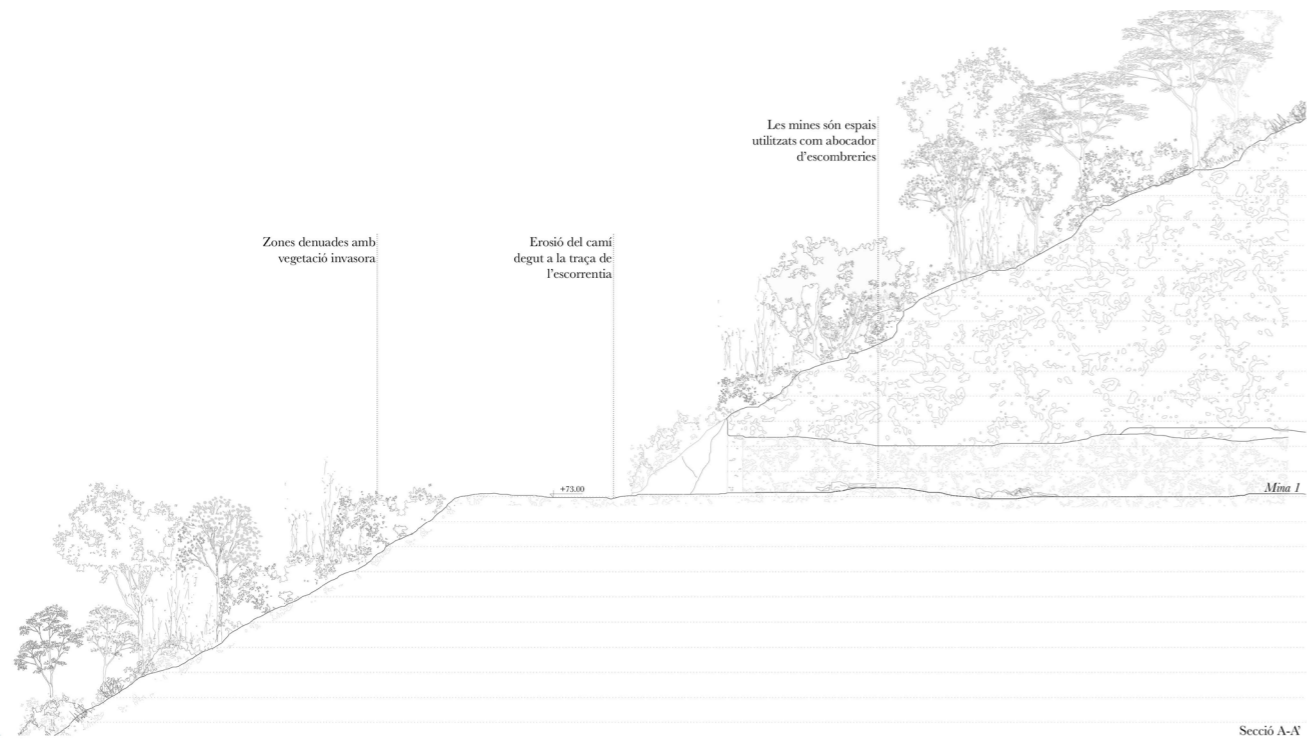 Les mines són espais
utilitzats com abocador
d'escombreries
Zones denuades amb
vegetació invasora
Erosió del camí
degut a la traça de
l'escorrentia
+73.00
Mina 1
Secció A-A'